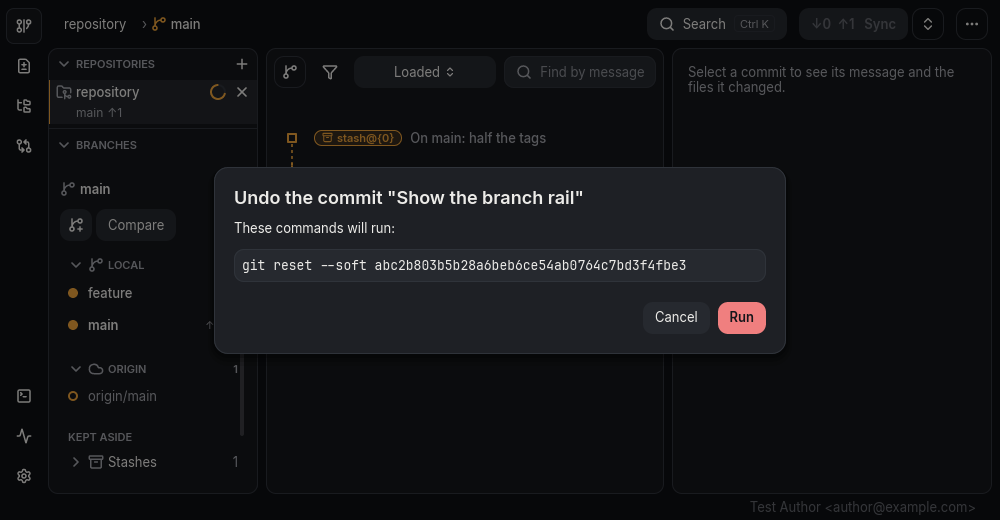 repository › main
Search Ctrl K
↓0 ↑1 Sync
REPOSITORIES
repository
main ↑1
BRANCHES
main
Compare
LOCAL
feature
main ↑
ORIGIN 1
origin/main
KEPT ASIDE
Stashes 1
Loaded
Find by message
stash@{0} On main: half the tags
Select a commit to see its message and the
files it changed.
Undo the commit "Show the branch rail"
These commands will run:
git reset --soft abc2b803b5b28a6beb6ce54ab0764c7bd3f4fbe3
Cancel
Run
Test Author <author@example.com>